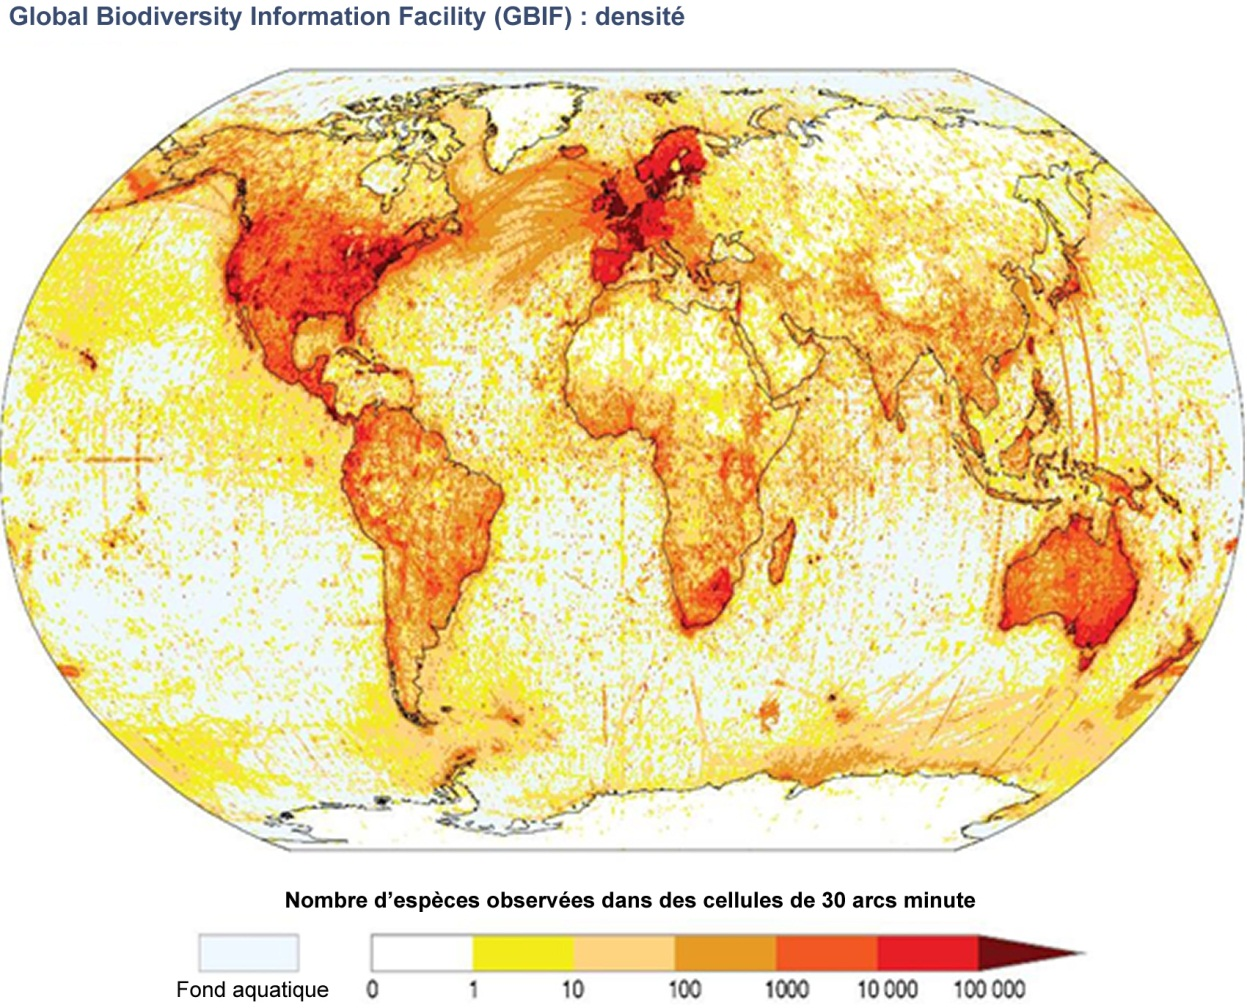 Global Biodiversity Information Facility (GBIF) : densité
Nombre d’espèces observées dans des cellules de 30 arcs minute
Fond aquatique
0 1 10 100 1000 10 000 100 000